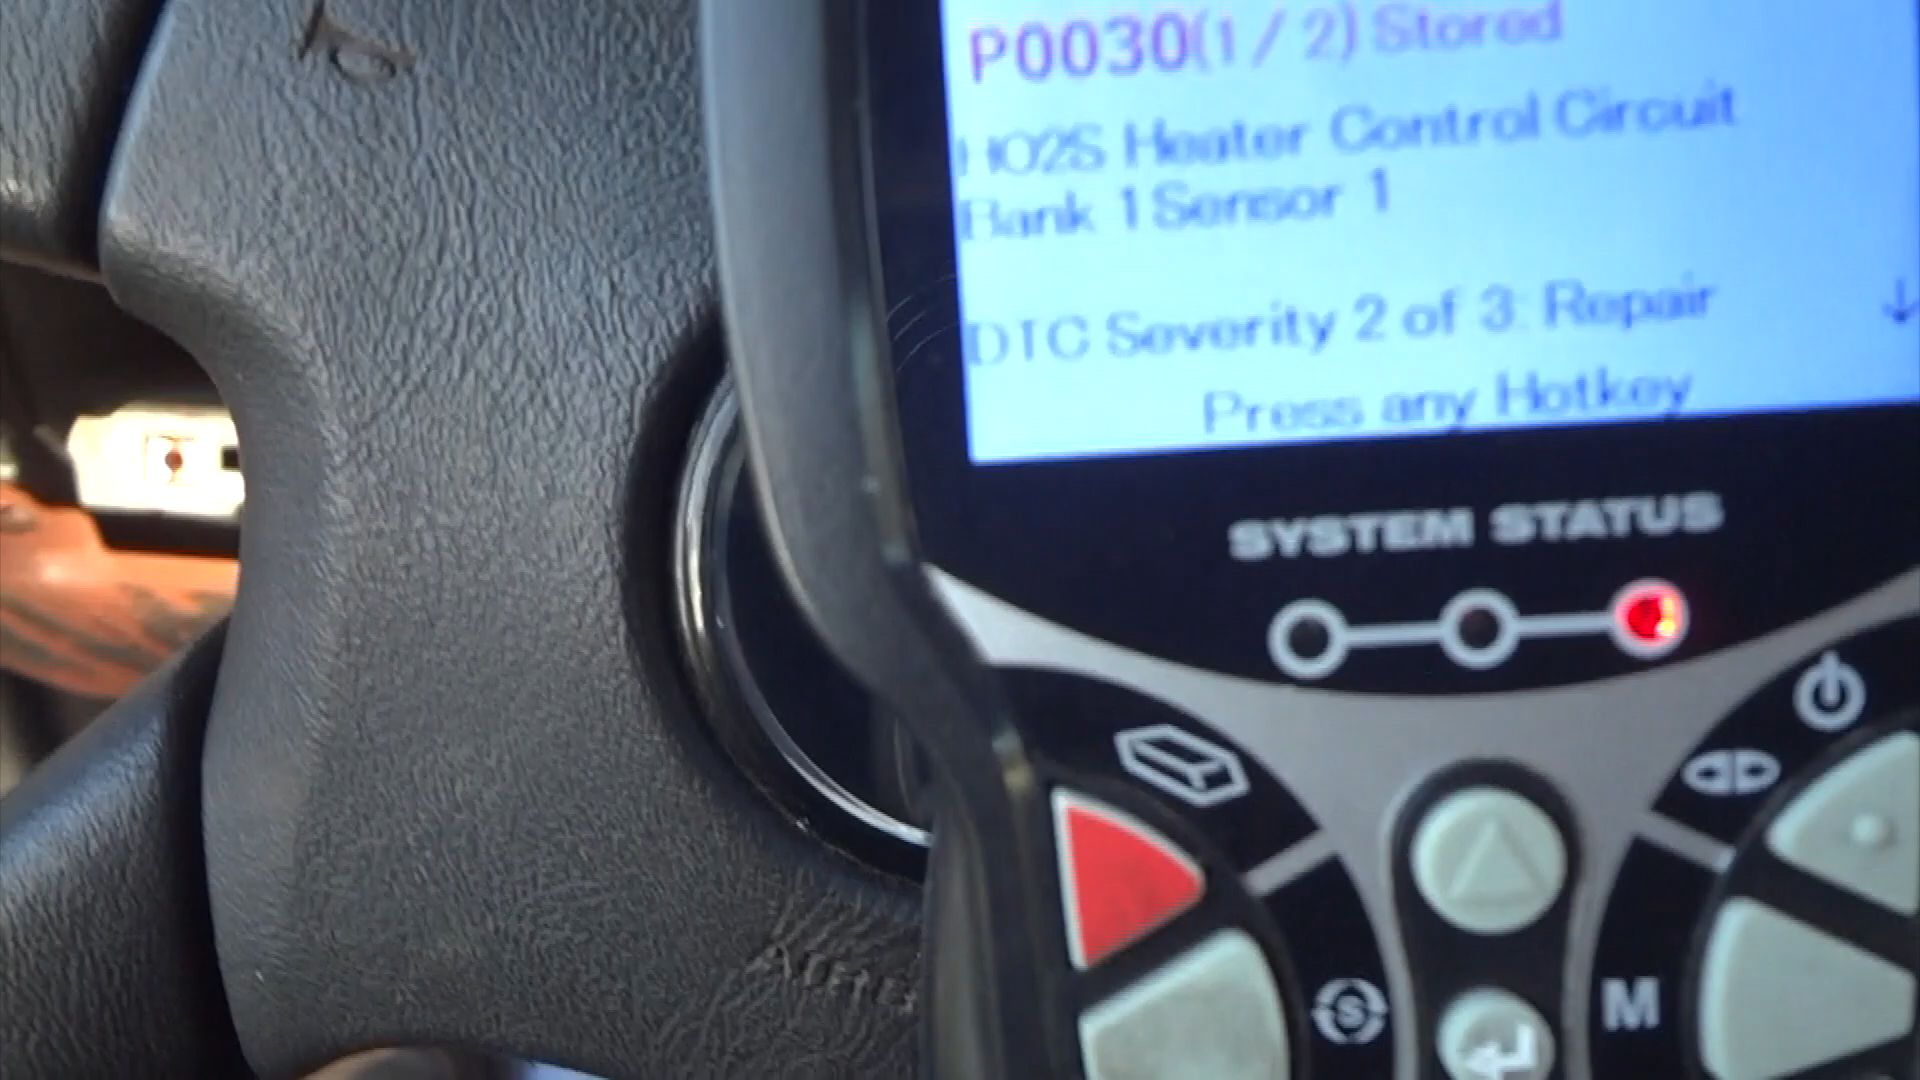 P0030(1 / 2) Stored
HO2S Heater Control Circuit
Bank 1 Sensor 1
DTC Severity 2 of 3: Repair
Press any Hotkey
SYSTEM STATUS
S
M